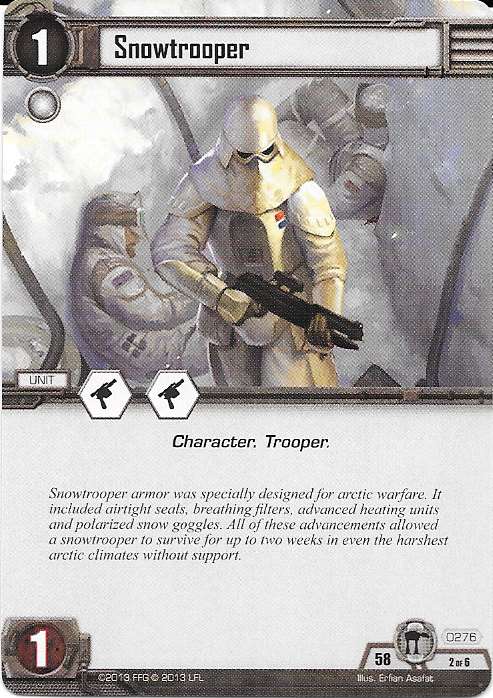 1
Snowtrooper
UNIT
Character. Trooper.
Snowtrooper armor was specially designed for arctic warfare. It
included airtight seals, breathing filters, advanced heating units
and polarized snow goggles. All of these advancements allowed
a snowtrooper to survive for up to two weeks in even the harshest
arctic climates without support.
1
0276
58
2 OF 6
©2013 FFG © 2013 LFL
Illus. Erfian Asafat